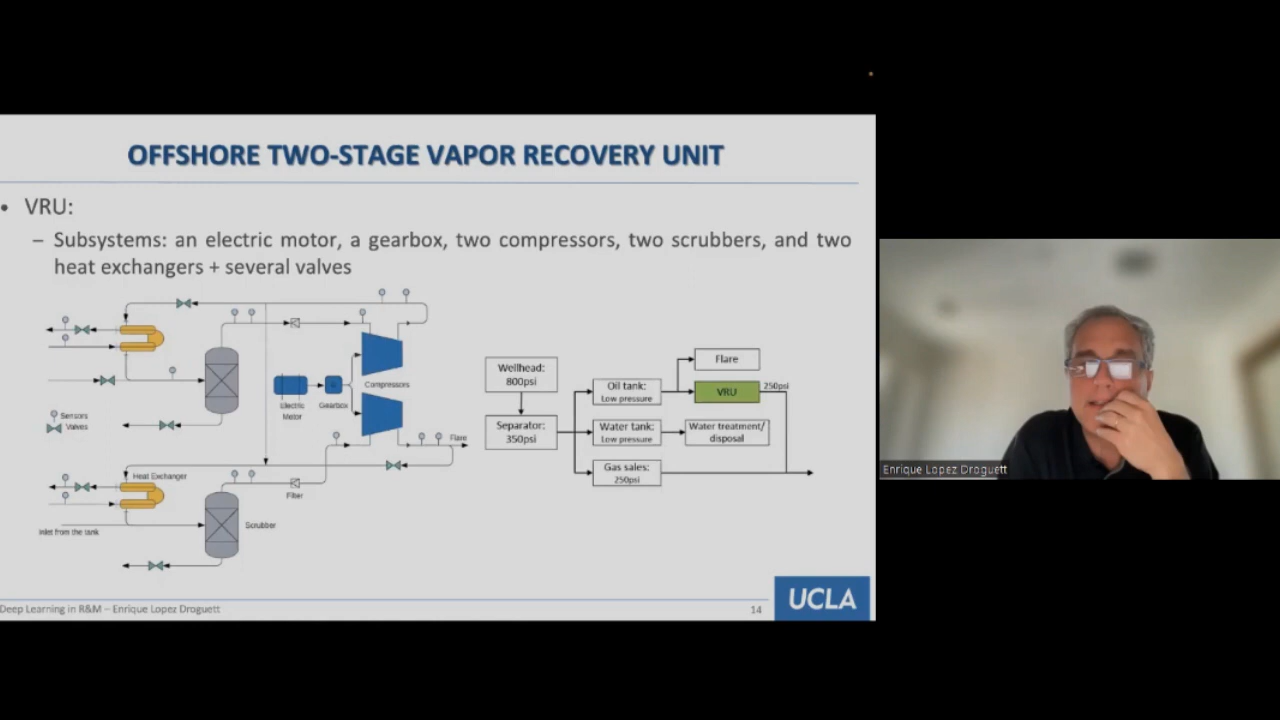 OFFSHORE TWO-STAGE VAPOR RECOVERY UNIT
• VRU:
– Subsystems: an electric motor, a gearbox, two compressors, two scrubbers, and two
heat exchangers + several valves
Compressors
Electric
Motor
Gearbox
Sensors
Valves
Flare
Heat Exchanger
Filter
Inlet from the tank
Scrubber
Wellhead:
800psi
Separator:
350psi
Oil tank:
Low pressure
Water tank:
Low pressure
Gas sales:
250psi
Flare
VRU
250psi
Water treatment/
disposal
Deep Learning in R&M – Enrique Lopez Droguett
14
UCLA
Enrique Lopez Droguett